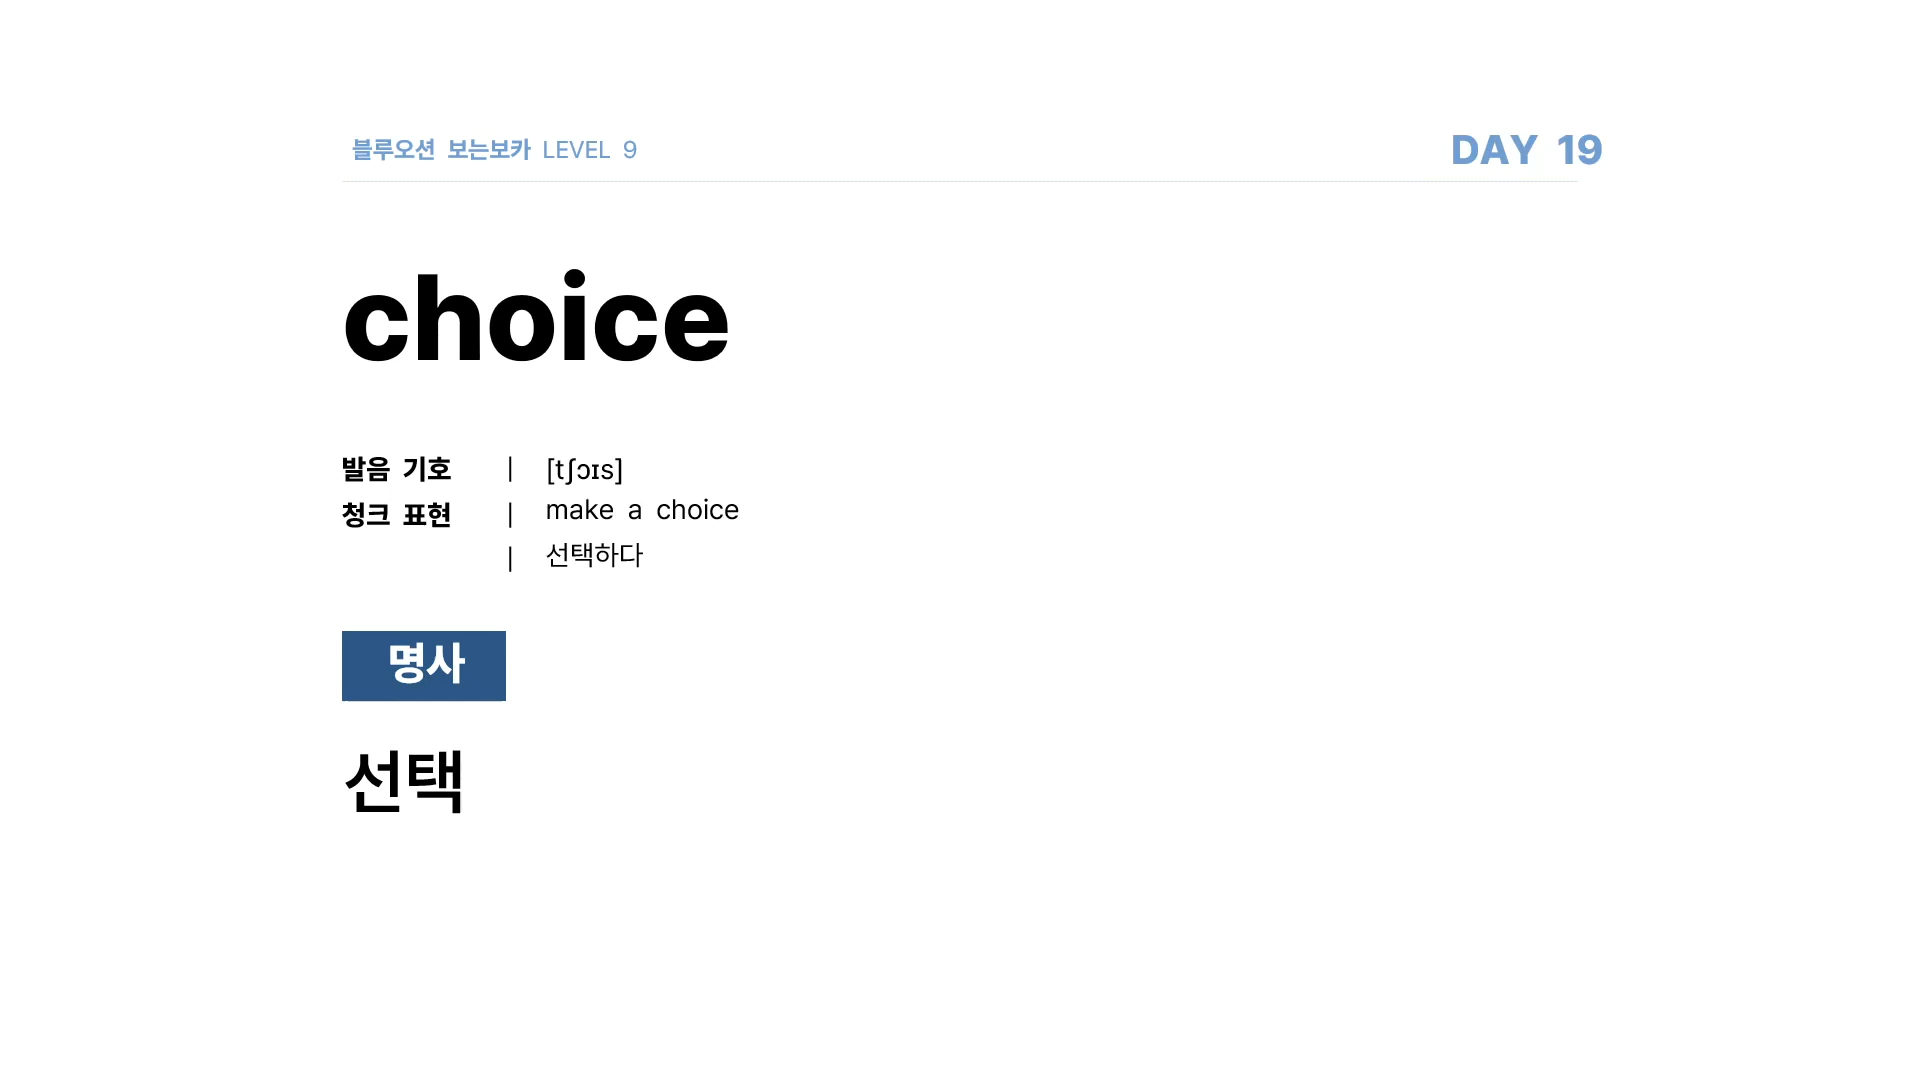 블루오션 보는보카 LEVEL 9
DAY 19
choice
발음 기호 | [tʃɔɪs]
청크 표현 | make a choice
| 선택하다
명사
선택